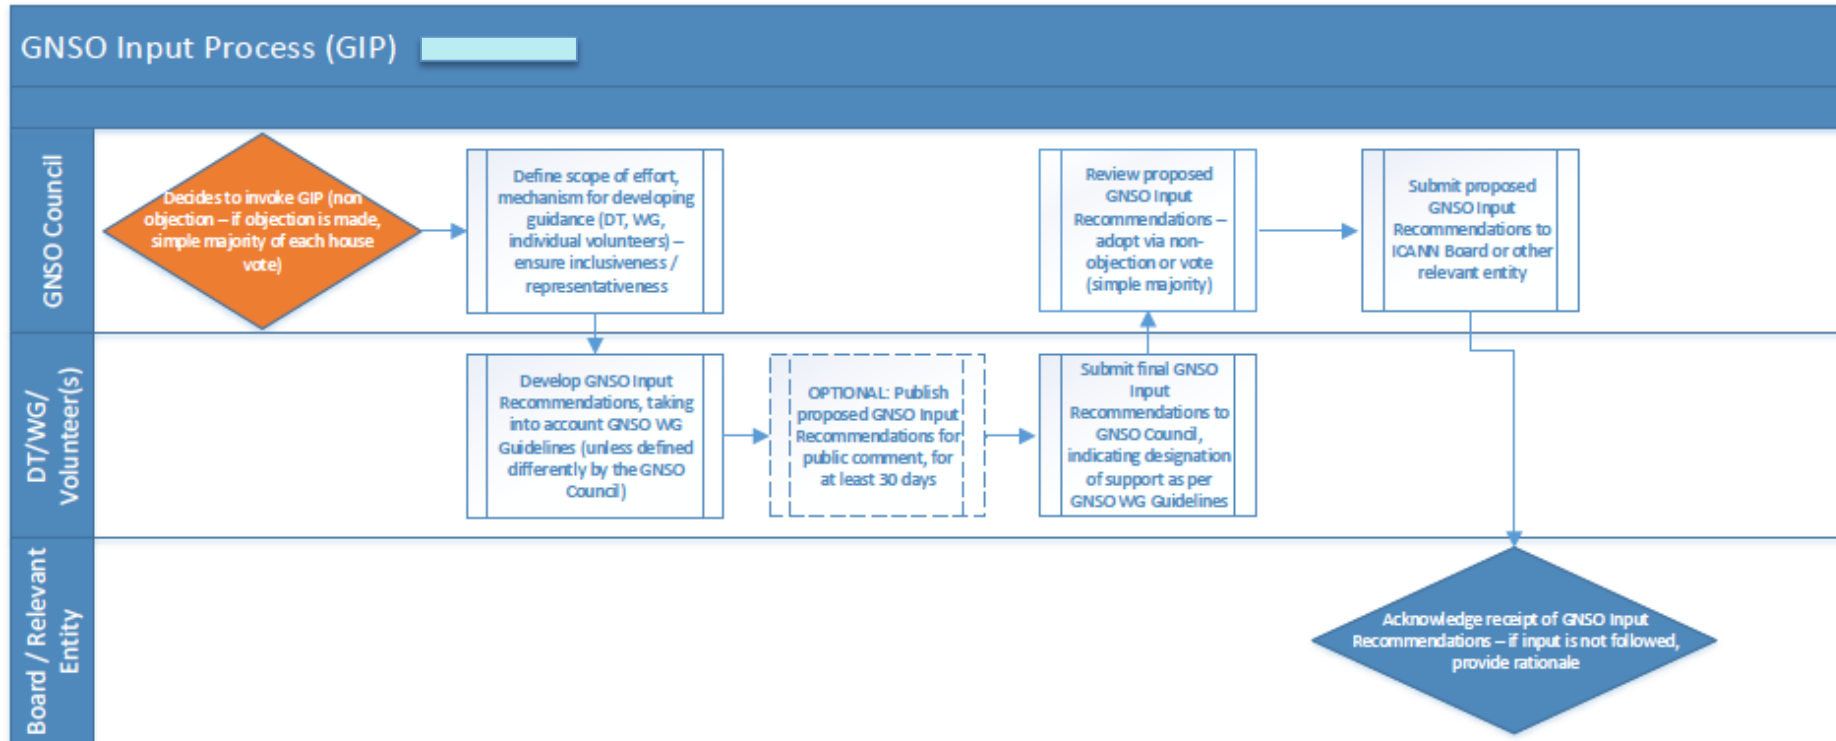 GNSO Input Process (GIP)
GNSO Council
Decides to invoke GIP (non
objection – if objection is made,
simple majority of each house
vote)
Define scope of effort,
mechanism for developing
guidance (DT, WG,
individual volunteers) –
ensure inclusiveness /
representativeness
Review proposed
GNSO Input
Recommendations –
adopt via non-
objection or vote
(simple majority)
Submit proposed
GNSO Input
Recommendations to
ICANN Board or other
relevant entity
DT/WG/
Volunteer(s)
Develop GNSO Input
Recommendations, taking
into account GNSO WG
Guidelines (unless defined
differently by the GNSO
Council)
OPTIONAL: Publish
proposed GNSO Input
Recommendations for
public comment, for
at least 30 days
Submit final GNSO
Input
Recommendations to
GNSO Council,
indicating designation
of support as per
GNSO WG Guidelines
Board / Relevant
Entity
Acknowledge receipt of GNSO Input
Recommendations – if input is not followed,
provide rationale